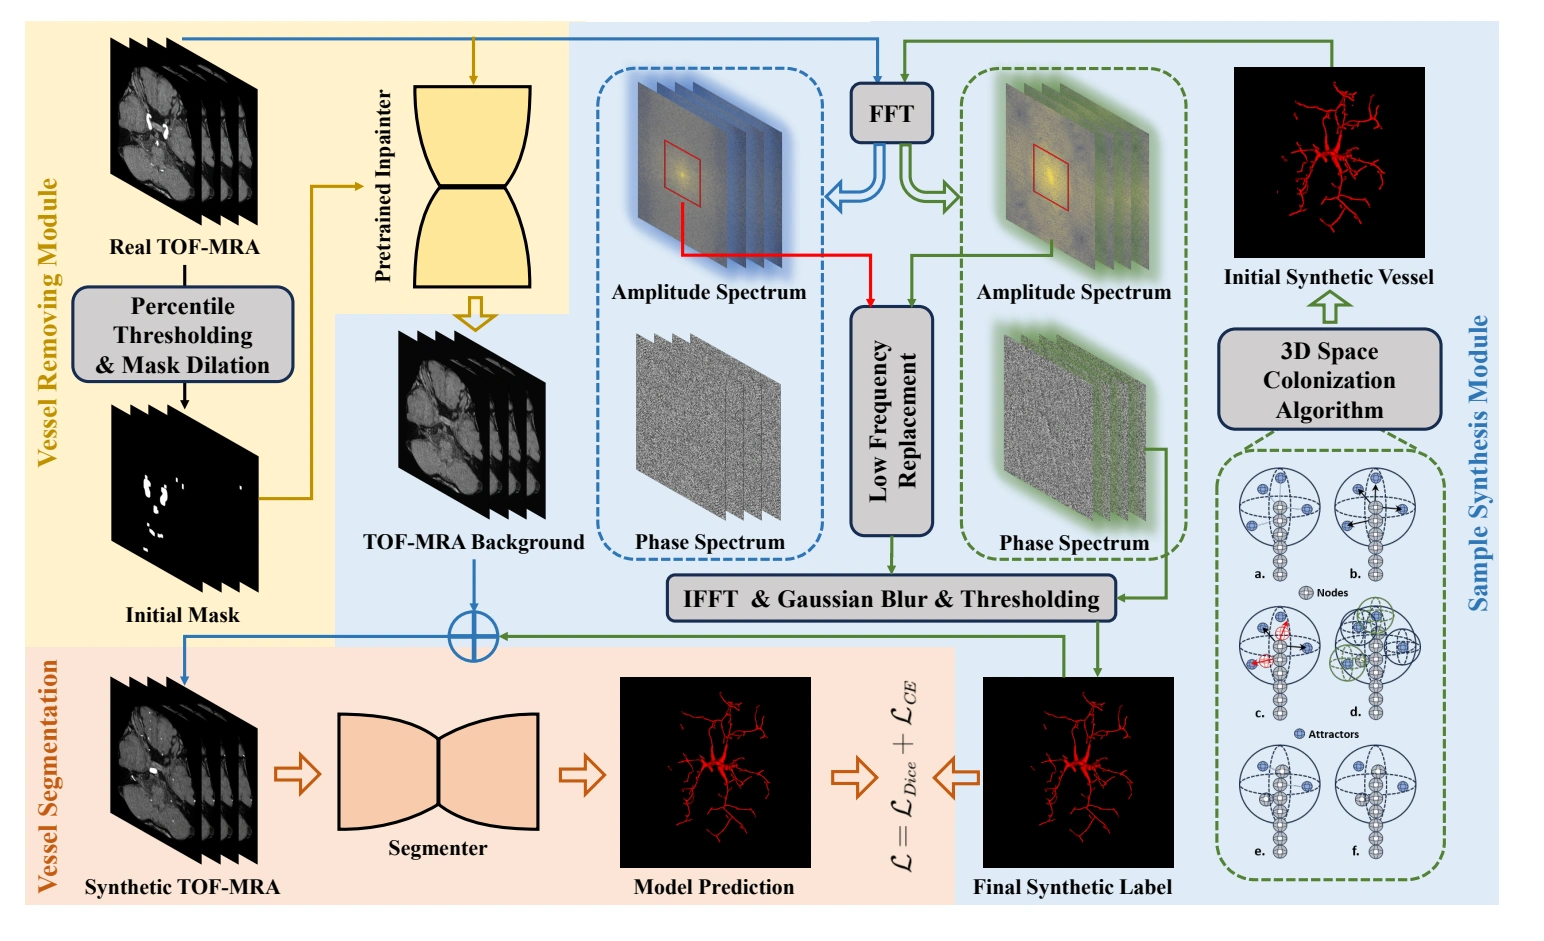 Vessel Removing Module
Real TOF-MRA
Percentile
Thresholding
& Mask Dilation
Initial Mask
Pretrained Inpainter
TOF-MRA Background
FFT
Amplitude Spectrum
Phase Spectrum
Low Frequency
Replacement
Amplitude Spectrum
Phase Spectrum
IFFT & Gaussian Blur & Thresholding
Initial Synthetic Vessel
3D Space
Colonization
Algorithm
a.
b.
Nodes
c.
d.
Attractors
e.
f.
Sample Synthesis Module
Vessel Segmentation
Synthetic TOF-MRA
Segmenter
Model Prediction
ℒ = ℒ_Dice + ℒ_CE
Final Synthetic Label